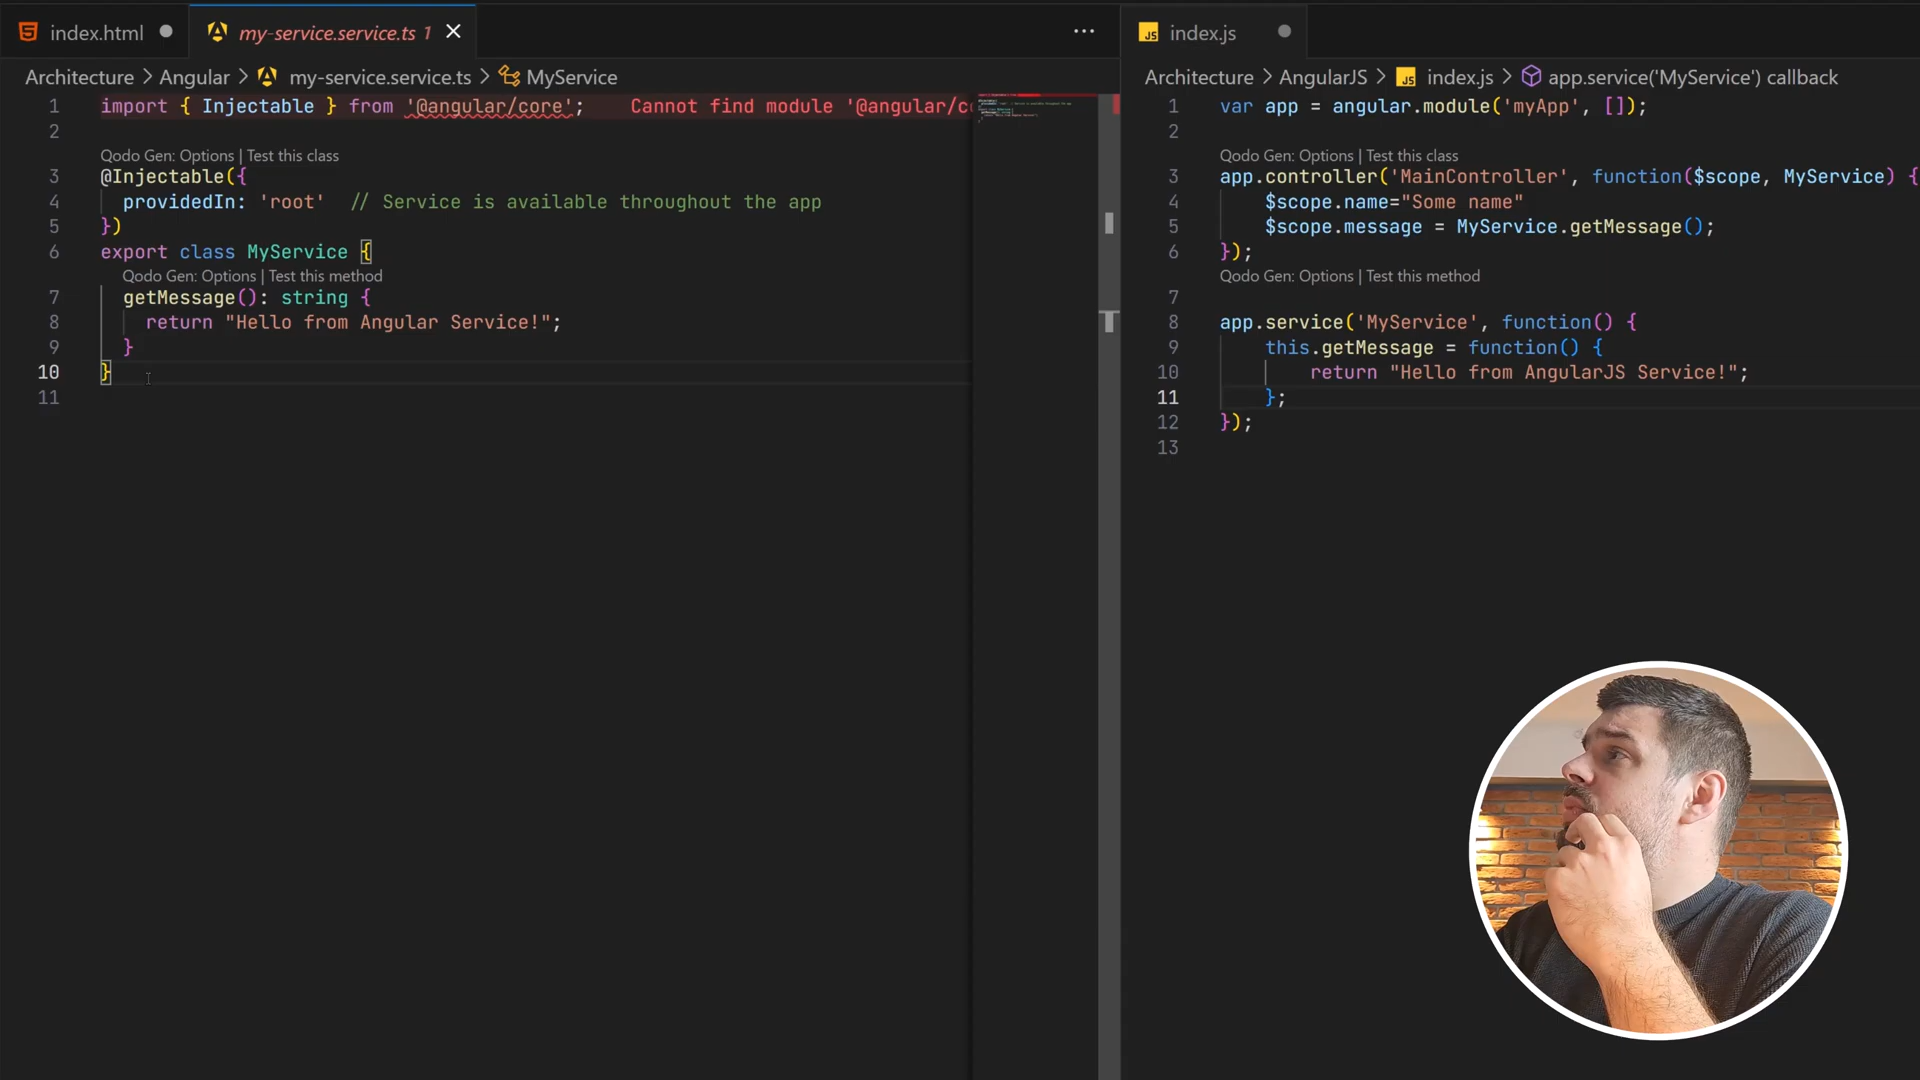 index.html
my-service.service.ts 1
Architecture > Angular > my-service.service.ts > MyService
1 import { Injectable } from '@angular/core'; Cannot find module '@angular/co
2
Qodo Gen: Options | Test this class
3 @Injectable({
4 providedIn: 'root' // Service is available throughout the app
5 })
6 export class MyService {
Qodo Gen: Options | Test this method
7 getMessage(): string {
8 return "Hello from Angular Service!";
9 }
10 }
11
JS index.js
Architecture > AngularJS > JS index.js > app.service('MyService') callback
1 var app = angular.module('myApp', []);
2
Qodo Gen: Options | Test this class
3 app.controller('MainController', function($scope, MyService) {
4 $scope.name="Some name"
5 $scope.message = MyService.getMessage();
6 });
Qodo Gen: Options | Test this method
7
8 app.service('MyService', function() {
9 this.getMessage = function() {
10 return "Hello from AngularJS Service!";
11 };
12 });
13